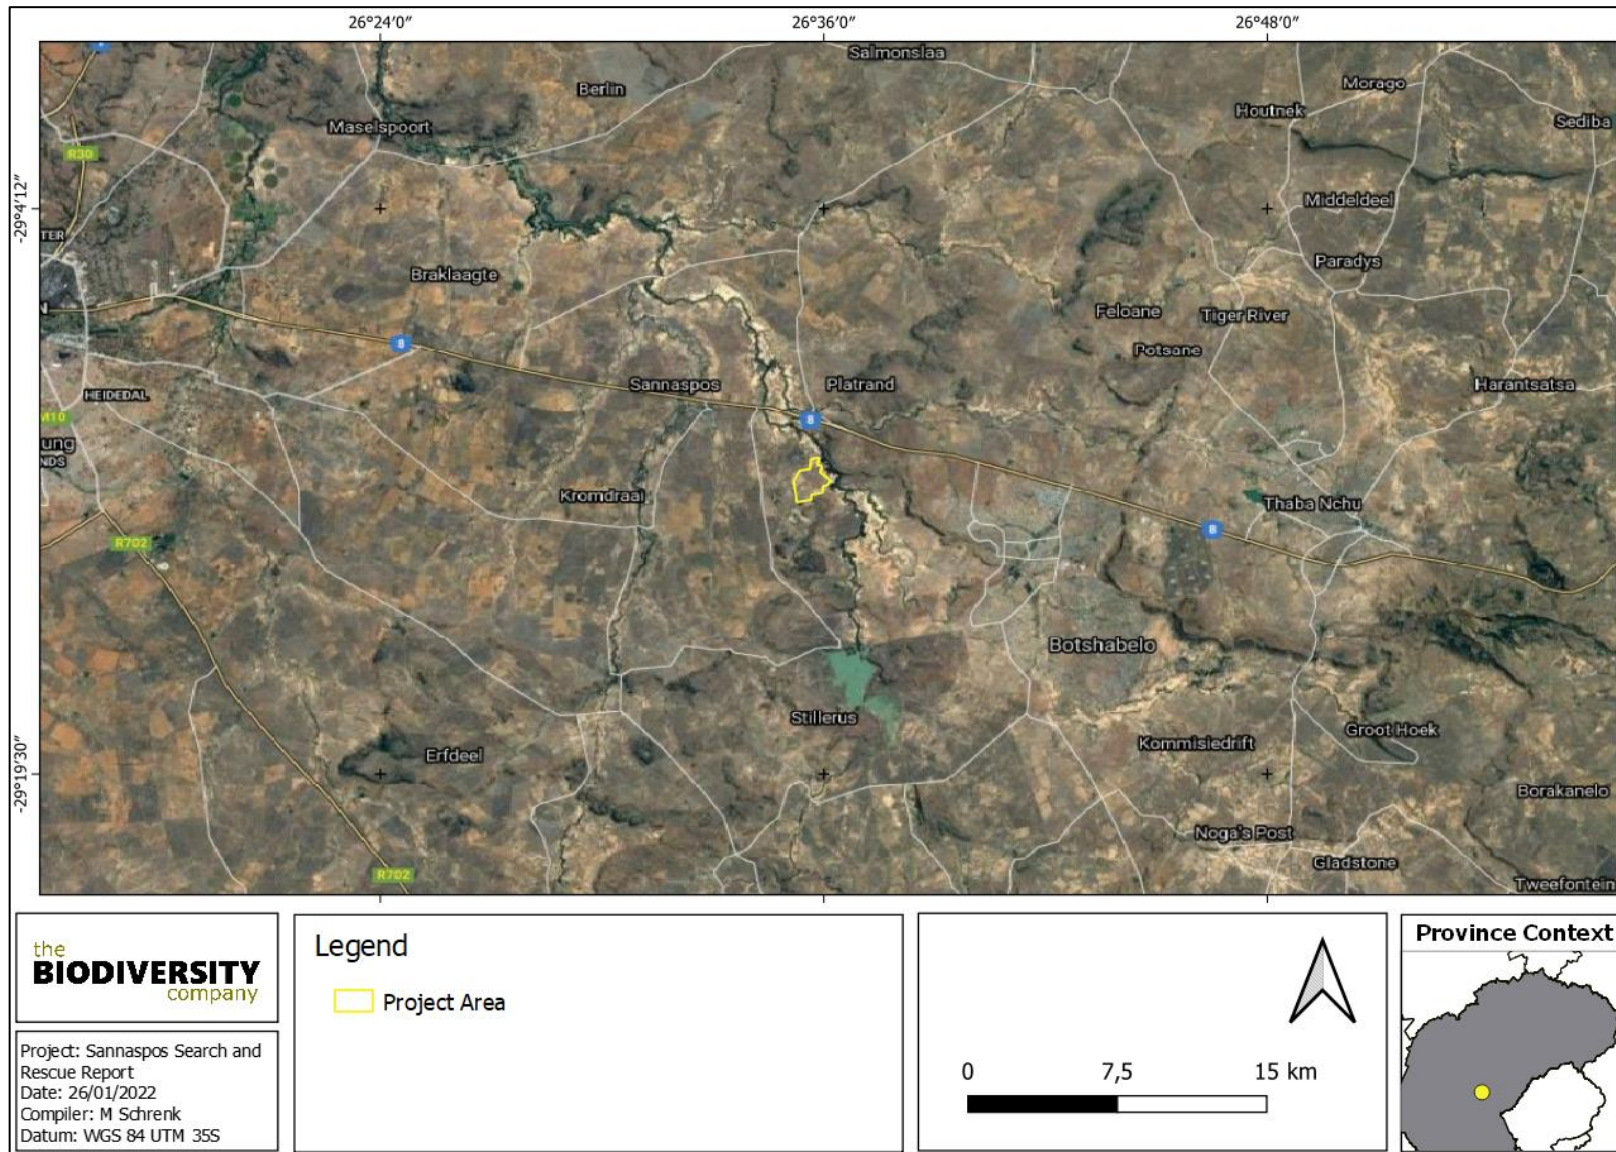 26°24'0"
26°36'0"
26°48'0"
Salmonslaa
Berlin
Morago
Houtnek
Sediba
Maselspoort
R30
-29°4'12"
Middeldeel
TER
Paradys
Braklaagte
N
Feloane
Tiger River
8
Potsane
Sannaspos
Platrand
Harantsatsa
HEIDEDAL
M10
8
ung
NDS
Kromdraai
Thaba Nchu
R702
8
Botshabelo
Stillerus
Groot Hoek
Kommisiedrift
Erfdeel
-29°19'30"
Borakanelo
Noga's Post
Gladstone
R702
Tweefontein
the
BIODIVERSITY
company
Project: Sannaspos Search and
Rescue Report
Date: 26/01/2022
Compiler: M Schrenk
Datum: WGS 84 UTM 35S
Legend
Project Area
0 7,5 15 km
Province Context